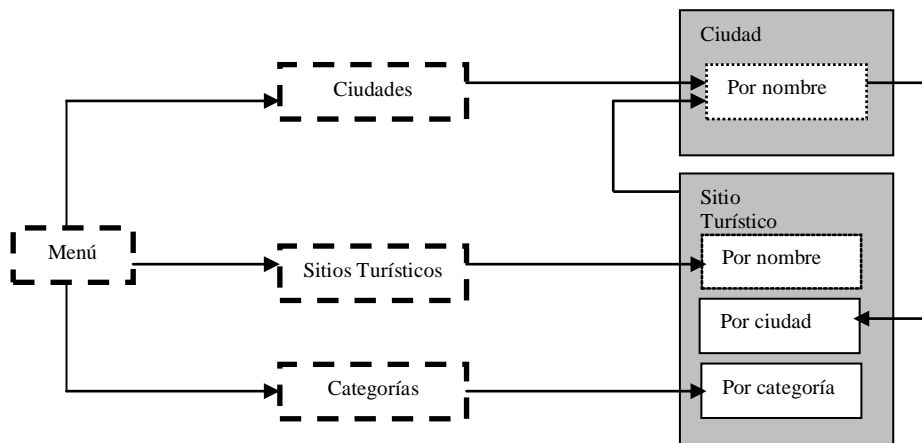 Ciudad
Ciudades
Por nombre
Sitio
Turístico
Menú
Sitios Turísticos
Por nombre
Por ciudad
Categorías
Por categoría